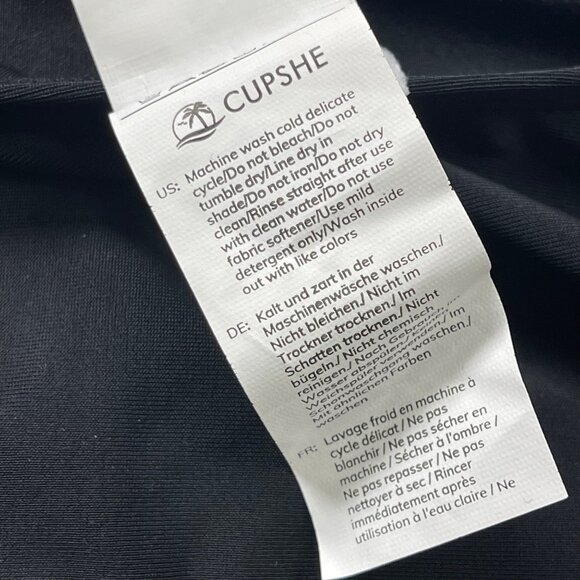 CUPSHE
US: Machine wash cold delicate
cycle/Do not bleach/Do not
tumble dry/Line dry in
shade/Do not iron/Do not dry
clean/Rinse straight after use
with clean water/Do not use
fabric softener/Use mild
detergent only/Wash inside
out with like colors
DE: Kalt und zart in der
Maschinenwäsche waschen./
Nicht bleichen./ Nicht im
Trockner trocknen./ Im
Schatten trocknen./ Nicht
bügeln./ Nicht chemisch
reinigen./ Nach Gebrauch
Wasser abspülen/
Weichspüler
Schonwaschgang waschen./
Mit ähnlichen Farben
waschen
FR: Lavage froid en machine à
cycle délicat / Ne pas
blanchir / Ne pas sécher en
machine / Sécher à l'ombre /
Ne pas repasser / Ne pas
nettoyer à sec / Rincer
immédiatement après
utilisation à l'eau claire / Ne